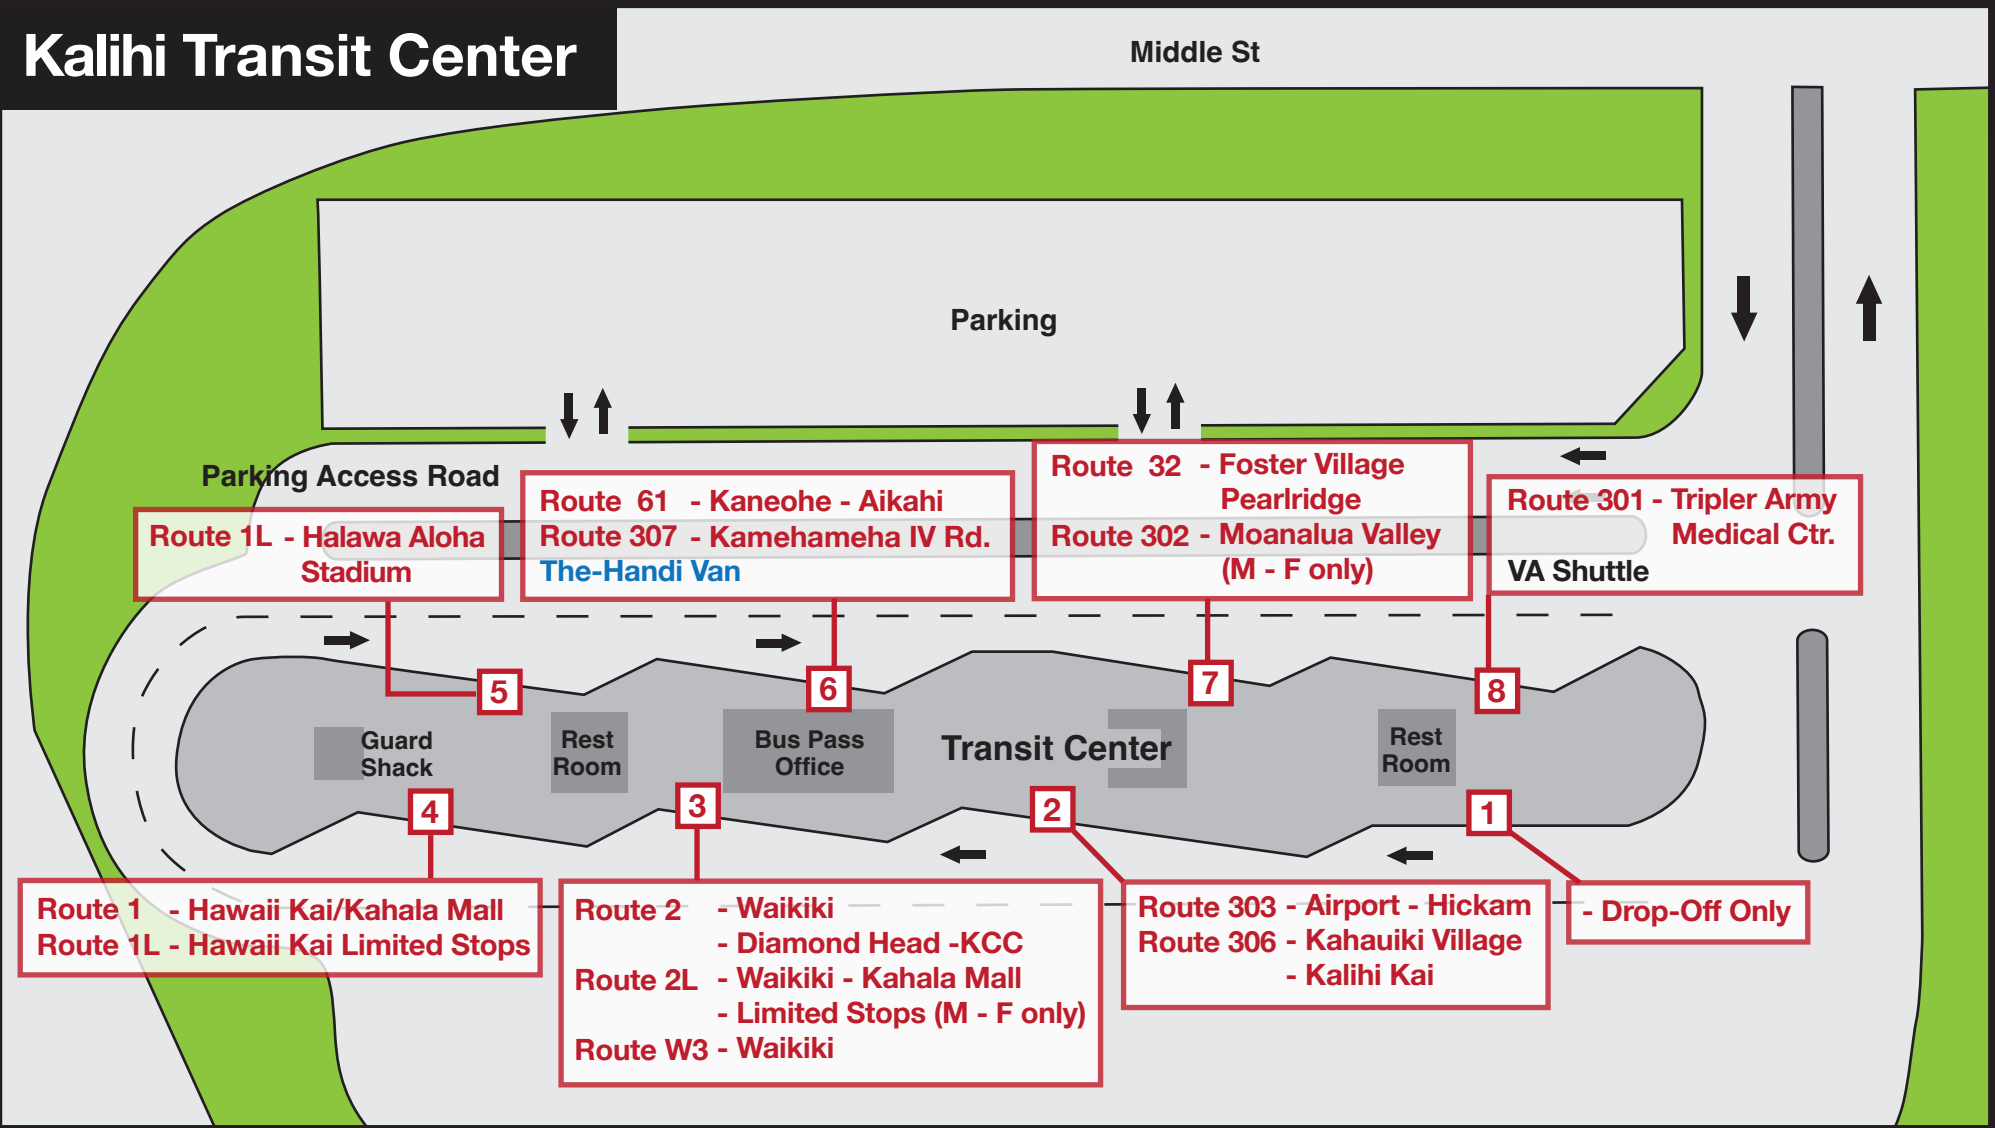 Kalihi Transit Center
Middle St
Parking
Parking Access Road
Route 1L - Halawa Aloha
Stadium
Route 61 - Kaneohe - Aikahi
Route 307 - Kamehameha IV Rd.
The-Handi Van
Route 32 - Foster Village
Pearlridge
Route 302 - Moanalua Valley
(M - F only)
Route 301 - Tripler Army
Medical Ctr.
VA Shuttle
5
6
7
8
Guard
Shack
Rest
Room
Bus Pass
Office
Transit Center
Rest
Room
4
3
2
1
Route 1 - Hawaii Kai/Kahala Mall
Route 1L - Hawaii Kai Limited Stops
Route 2 - Waikiki
- Diamond Head -KCC
Route 2L - Waikiki - Kahala Mall
- Limited Stops (M - F only)
Route W3 - Waikiki
Route 303 - Airport - Hickam
Route 306 - Kahauiki Village
- Kalihi Kai
- Drop-Off Only